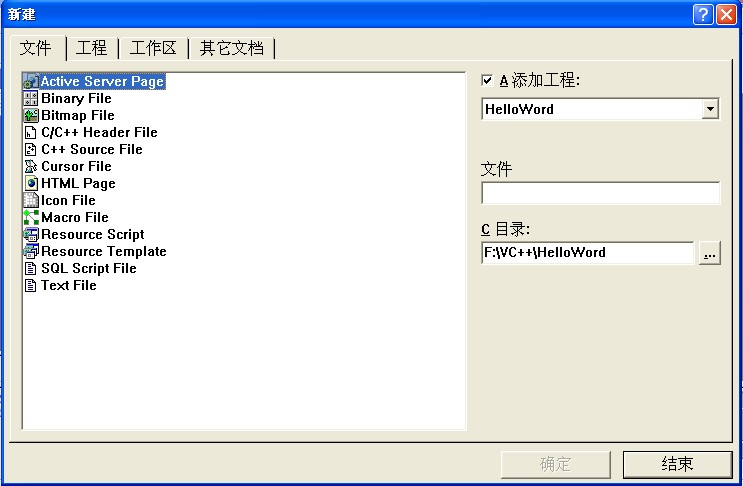 新建
文件 工程 工作区 其它文档
Active Server Page
Binary File
Bitmap File
C/C++ Header File
C++ Source File
Cursor File
HTML Page
Icon File
Macro File
Resource Script
Resource Template
SQL Script File
Text File
A 添加工程:
HelloWord
文件
C 目录:
F:\VC++\HelloWord
...
确定 结束